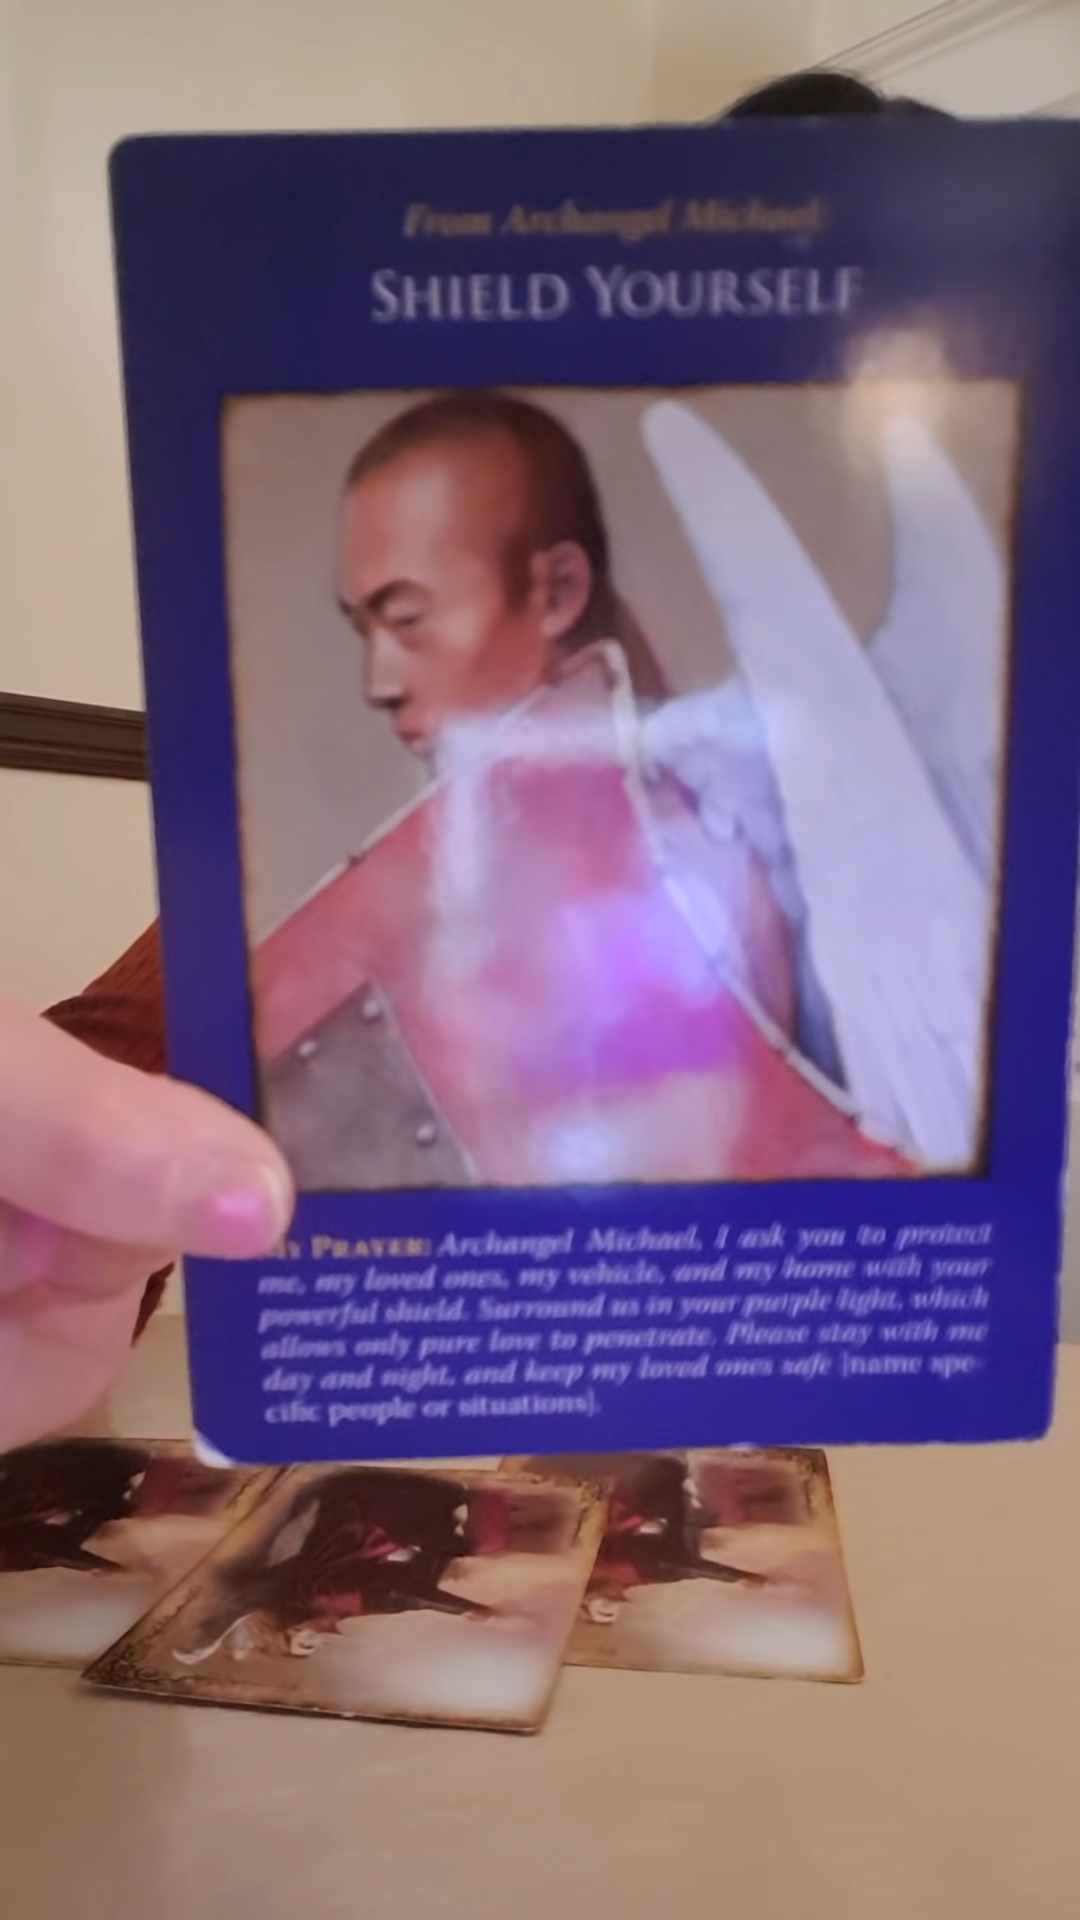 From Archangel Michael:
SHIELD YOURSELF
My PRAYER: Archangel Michael, I ask you to protect
me, my loved ones, my vehicle, and my home with your
powerful shield. Surround us in your purple light, which
allows only pure love to penetrate. Please stay with me
day and night, and keep my loved ones safe [name spe-
cific people or situations].